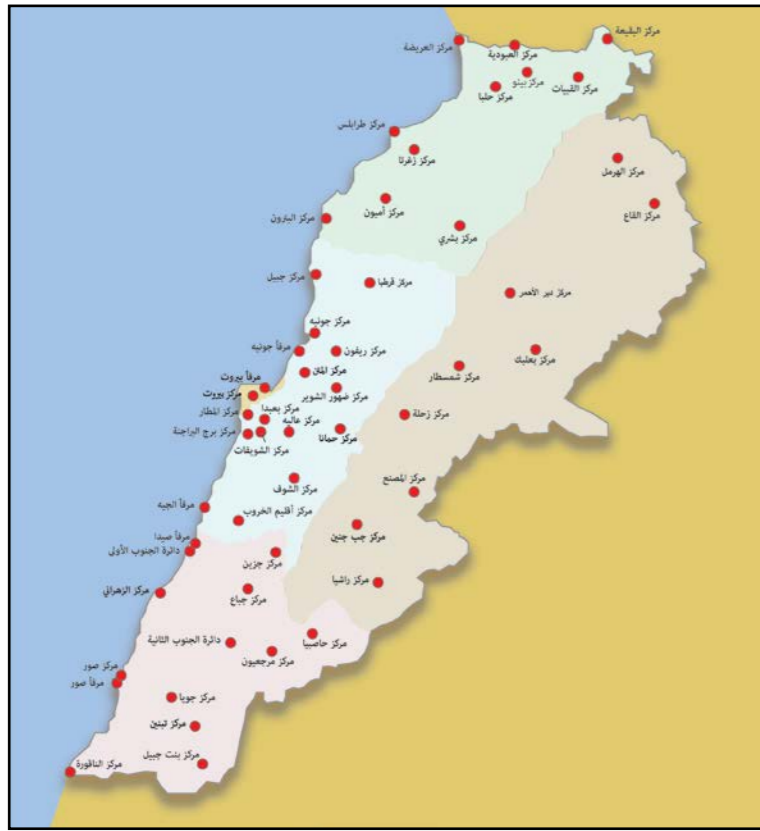 مركز البقيعة
مركز العريضة
مركز العبودية
مركز بينو
مركز القبيات
مركز حلبا
مركز طرابلس
مركز زغرتا
مركز الهرمل
مركز أميون
مركز القاع
مركز البترون
مركز بشري
مركز جبيل
مركز قرطبا
مركز دير الأحمر
مركز جونيه
مرفأ جونيه
مركز ريفون
مركز بعلبك
مركز المتن
مركز شمسطار
مرفأ بيروت
مركز ضهور الشوير
مركز بيروت
مركز المطار
مركز بعبدا
مركز زحلة
مركز عاليه
مركز برج البراجنة
مركز حمانا
مركز الشويفات
مركز المصنع
مركز الشوف
مرفأ الجيه
مركز أقليم الخروب
مركز جب جنين
مرفأ صيدا
دائرة الجنوب الأولى
مركز جزين
مركز راشيا
مركز الزهراني
مركز جباع
دائرة الجنوب الثانية
مركز حاصبيا
مركز مرجعيون
مركز صور
مرفأ صور
مركز جويا
مركز تبنين
مركز بنت جبيل
مركز الناقورة